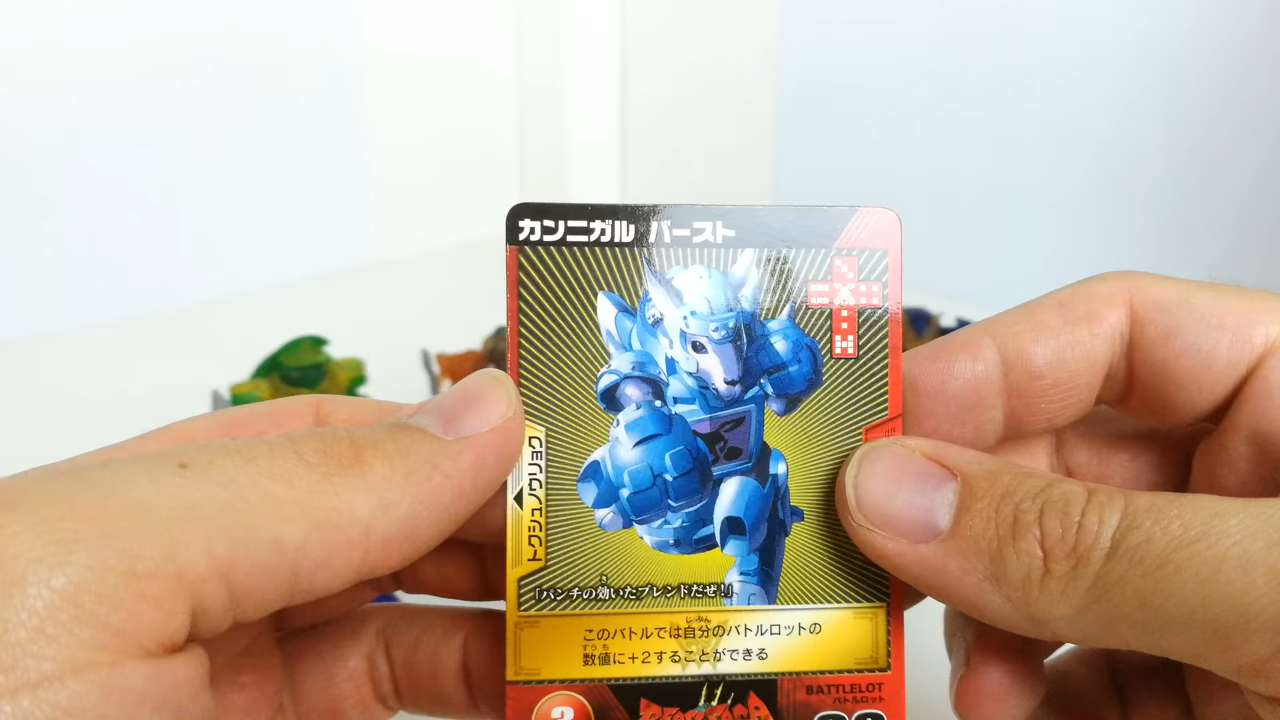 カンニガル バースト
トクシュノウリョク
「パンチの効いたブレンドだぜ!」
このバトルでは自分のバトルロットの
数値に+2することができる
BATTLELOT
バトルロット